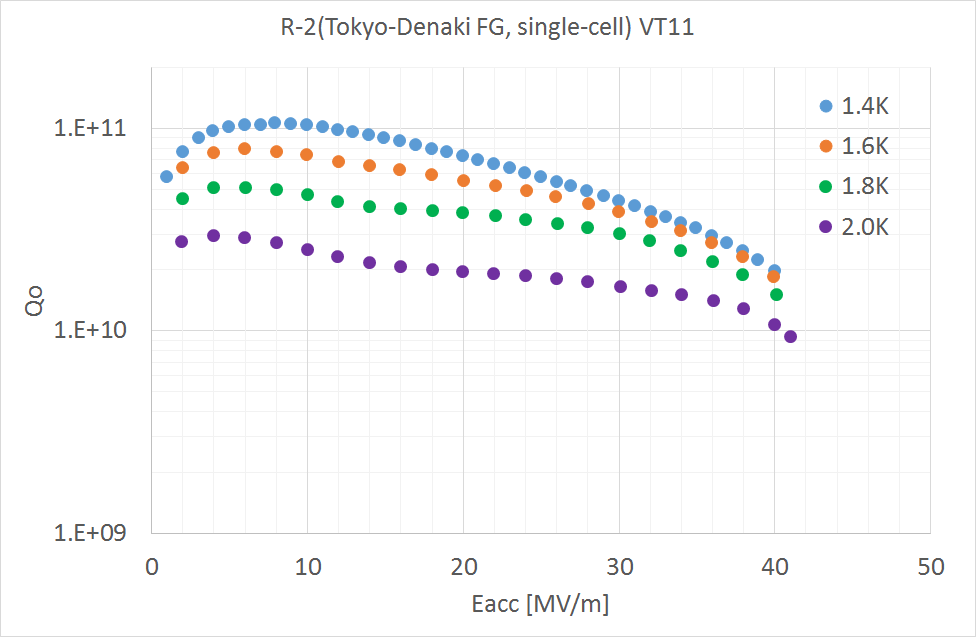 R-2(Tokyo-Denaki FG, single-cell) VT11
1.4K
1.6K
1.8K
2.0K
1.E+11
1.E+10
1.E+09
Qo
0 10 20 30 40 50
Eacc [MV/m]